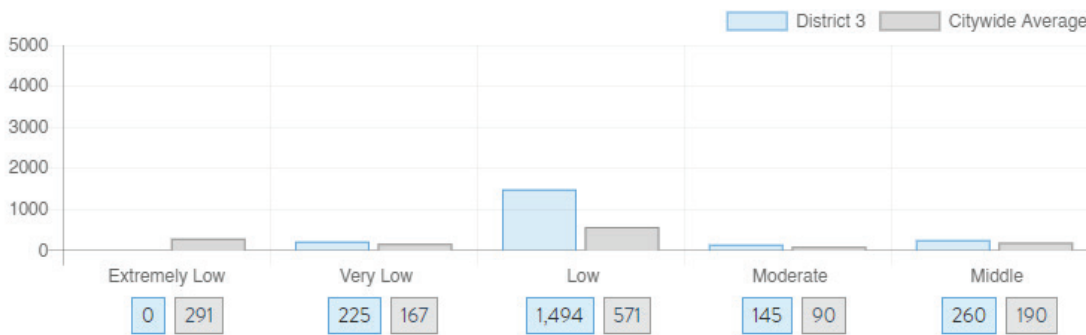 District 3 Citywide Average
5000
4000
3000
2000
1000
0
Extremely Low Very Low Low Moderate Middle
0 291 225 167 1,494 571 145 90 260 190